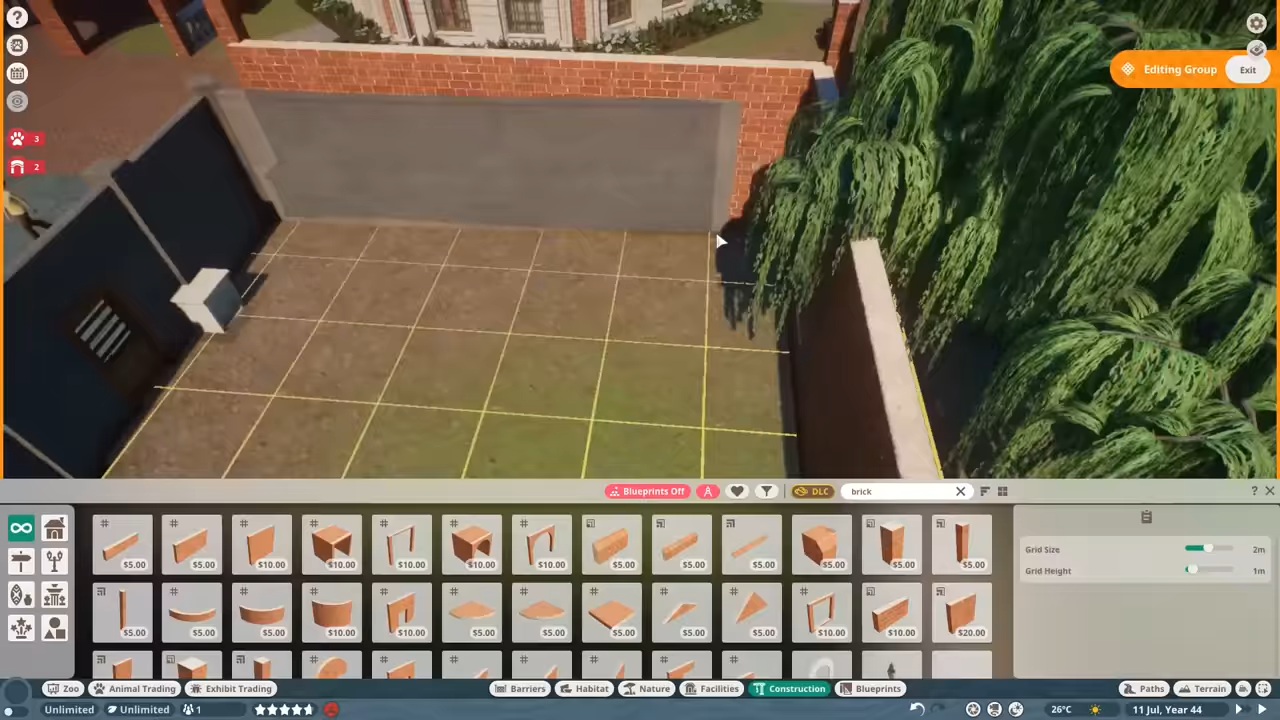 ?
Editing Group
Exit
3
2
Blueprints Off
DLC
brick
?
$5.00 $5.00 $10.00 $10.00 $10.00 $10.00 $10.00 $5.00 $5.00 $5.00 $5.00 $5.00 $5.00
Grid Size 2m
Grid Height 1m
$5.00 $5.00 $10.00 $10.00 $10.00 $5.00 $5.00 $5.00 $5.00 $5.00 $10.00 $10.00 $20.00
Zoo Animal Trading Exhibit Trading Barriers Habitat Nature Facilities Construction Blueprints Paths Terrain
Unlimited Unlimited 1 26°C 11 Jul, Year 44